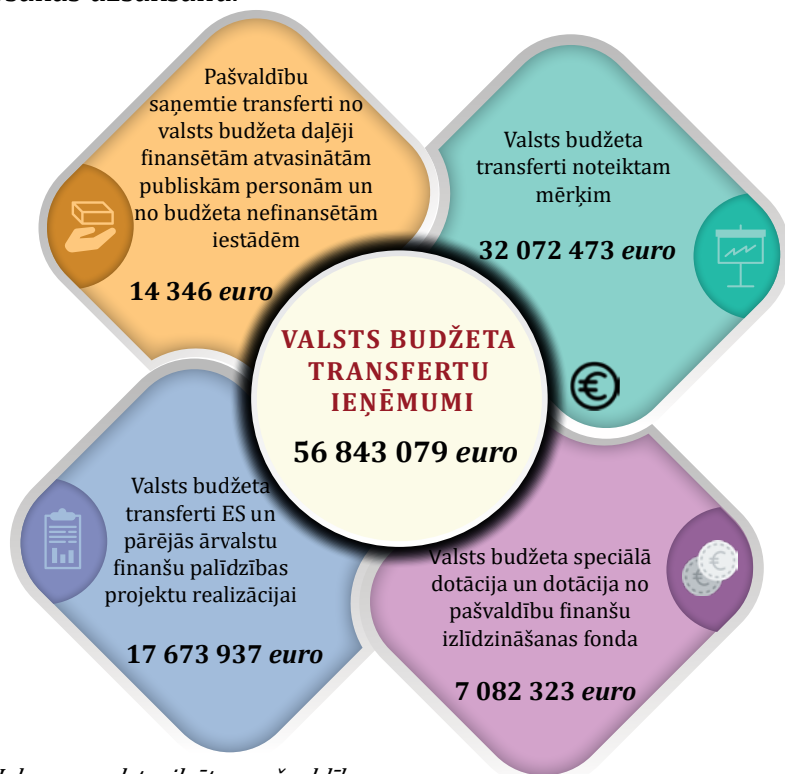 Pašvaldību
saņemtie transferti no
valsts budžeta daļēji
finansētām atvasinātām
publiskām personām un
no budžeta nefinansētām
iestādēm
14 346 euro
Valsts budžeta
transferti noteiktam
mērķim
32 072 473 euro
VALSTS BUDŽETA
TRANSFERTU
IEŅĒMUMI
56 843 079 euro
Valsts budžeta
transferti ES un
pārējās ārvalstu
finanšu palīdzības
projektu realizācijai
17 673 937 euro
Valsts budžeta speciālā
dotācija un dotācija no
pašvaldību finanšu
izlīdzināšanas fonda
7 082 323 euro